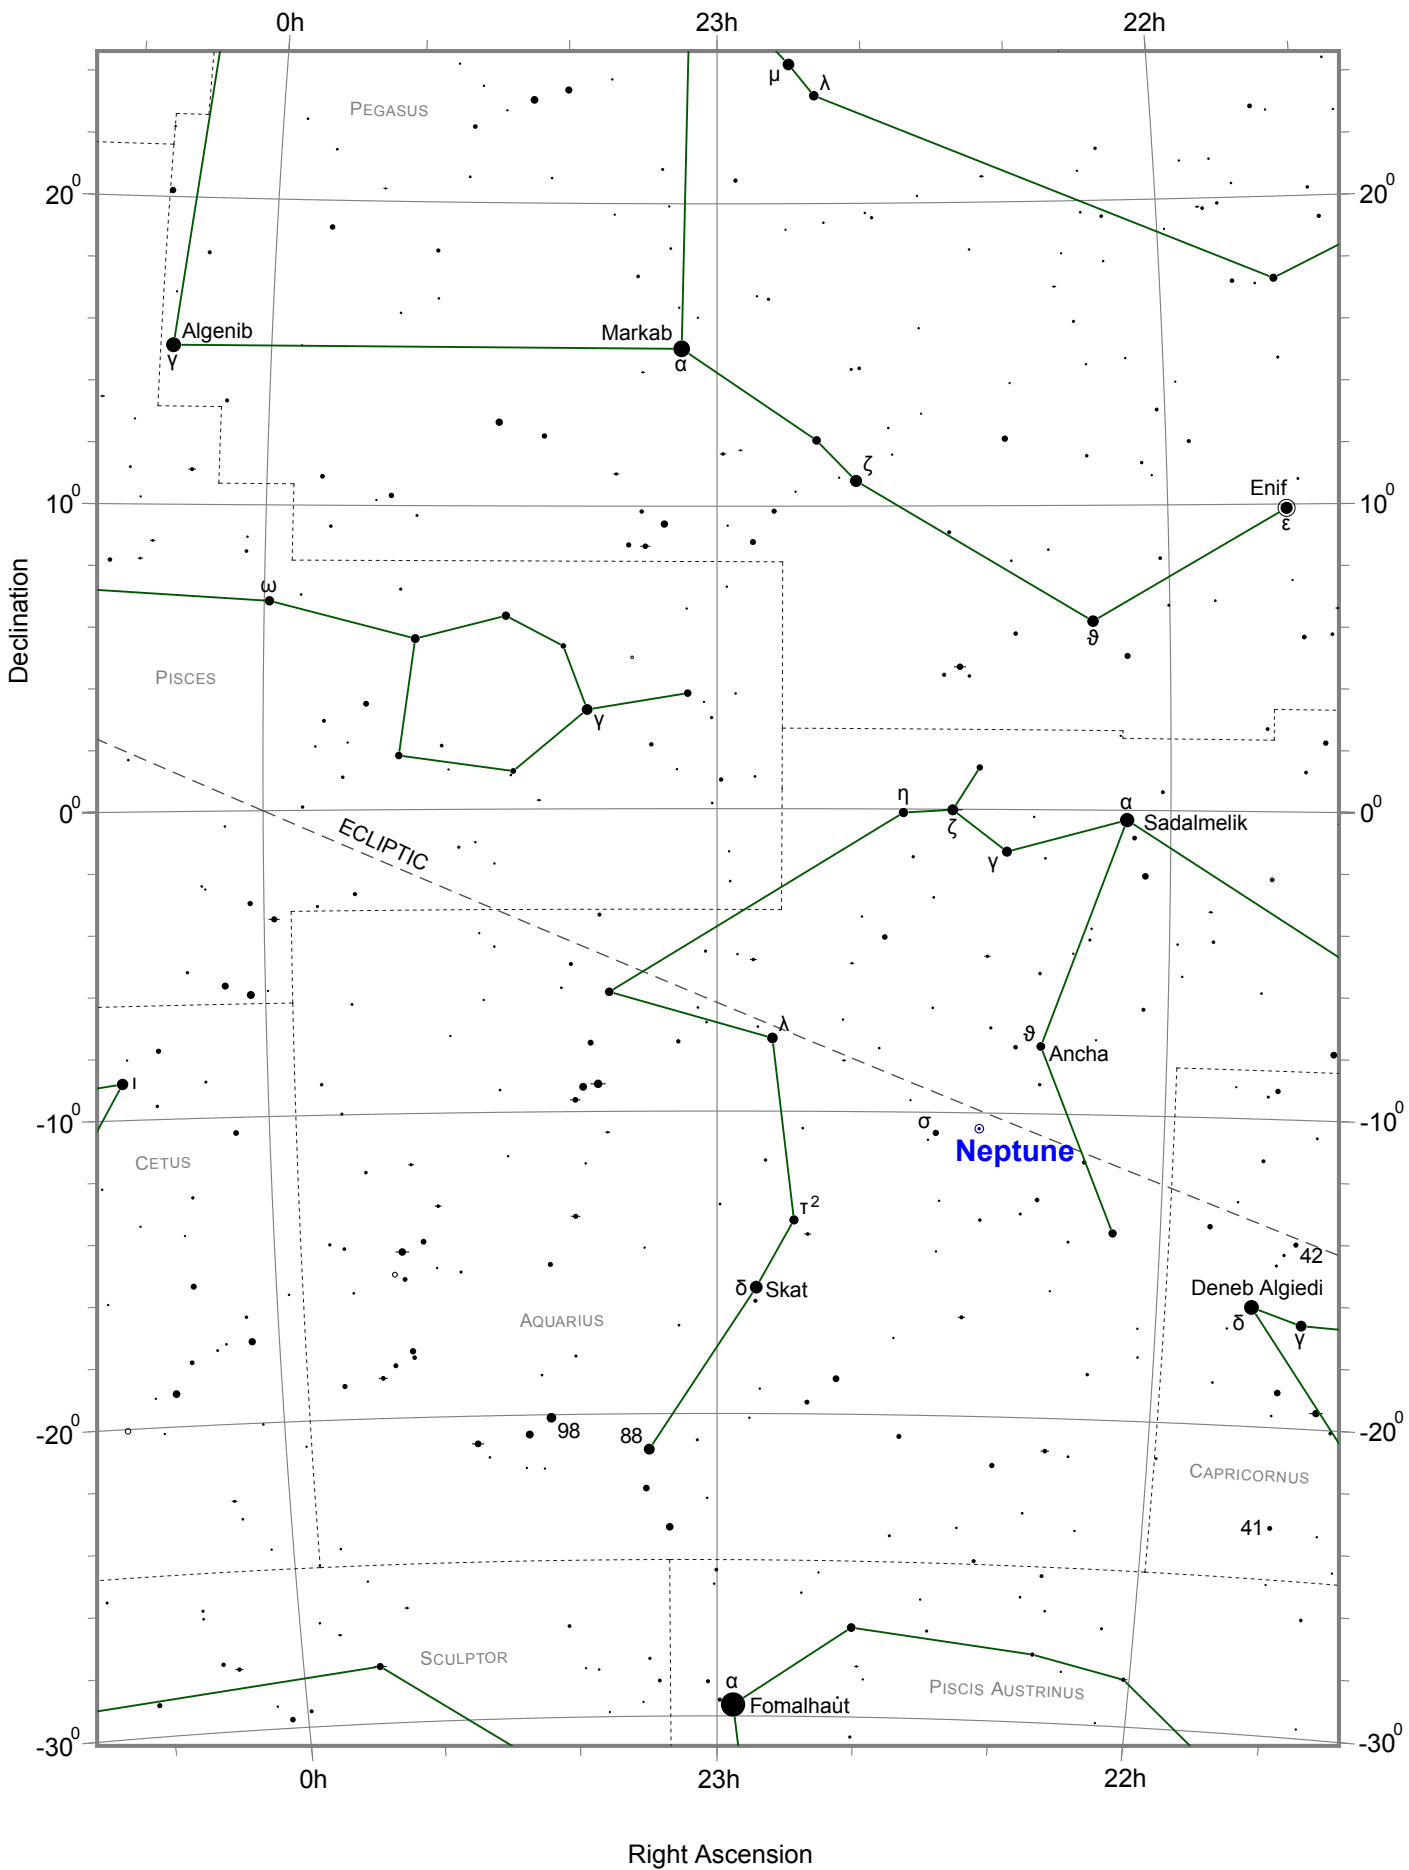 0h 23h 22h
μ λ
PEGASUS
20⁰ 20⁰
Algenib Markab
γ α
ζ
Enif
10⁰ 10⁰
ε
ω
ϑ
Declination
PISCES
γ
η α
0⁰ ζ Sadalmelik 0⁰
ECLIPTIC γ
λ ϑ
Ancha
ι
-10⁰ σ -10⁰
Neptune
CETUS
τ²
42
δ Skat Deneb Algiedi
AQUARIUS δ γ
98 88
-20⁰ -20⁰
CAPRICORNUS
41
SCULPTOR
α PISCIS AUSTRINUS
Fomalhaut
-30⁰ -30⁰
0h 23h 22h
Right Ascension